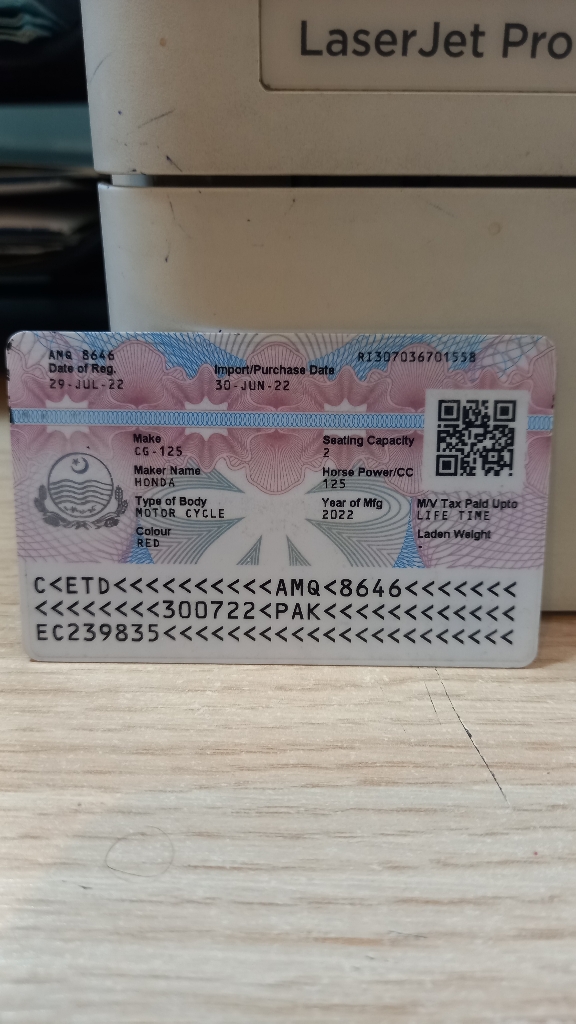 LaserJet Pro
AMQ 8646
RI307036701558
Date of Reg.
Import/Purchase Date
29-JUL-22
30-JUN-22
Make
Seating Capacity
CG-125
2
Maker Name
Horse Power/CC
HONDA
125
Type of Body
Year of Mfg
M/V Tax Paid Upto
MOTOR CYCLE
2022
LIFE TIME
Colour
Laden Weight
RED
-
C<ETD<<<<<<<<<<<AMQ<8646<<<<<<<
<<<<<<<<300722<PAK<<<<<<<<<<<<<
EC239835<<<<<<<<<<<<<<<<<<<<<<<